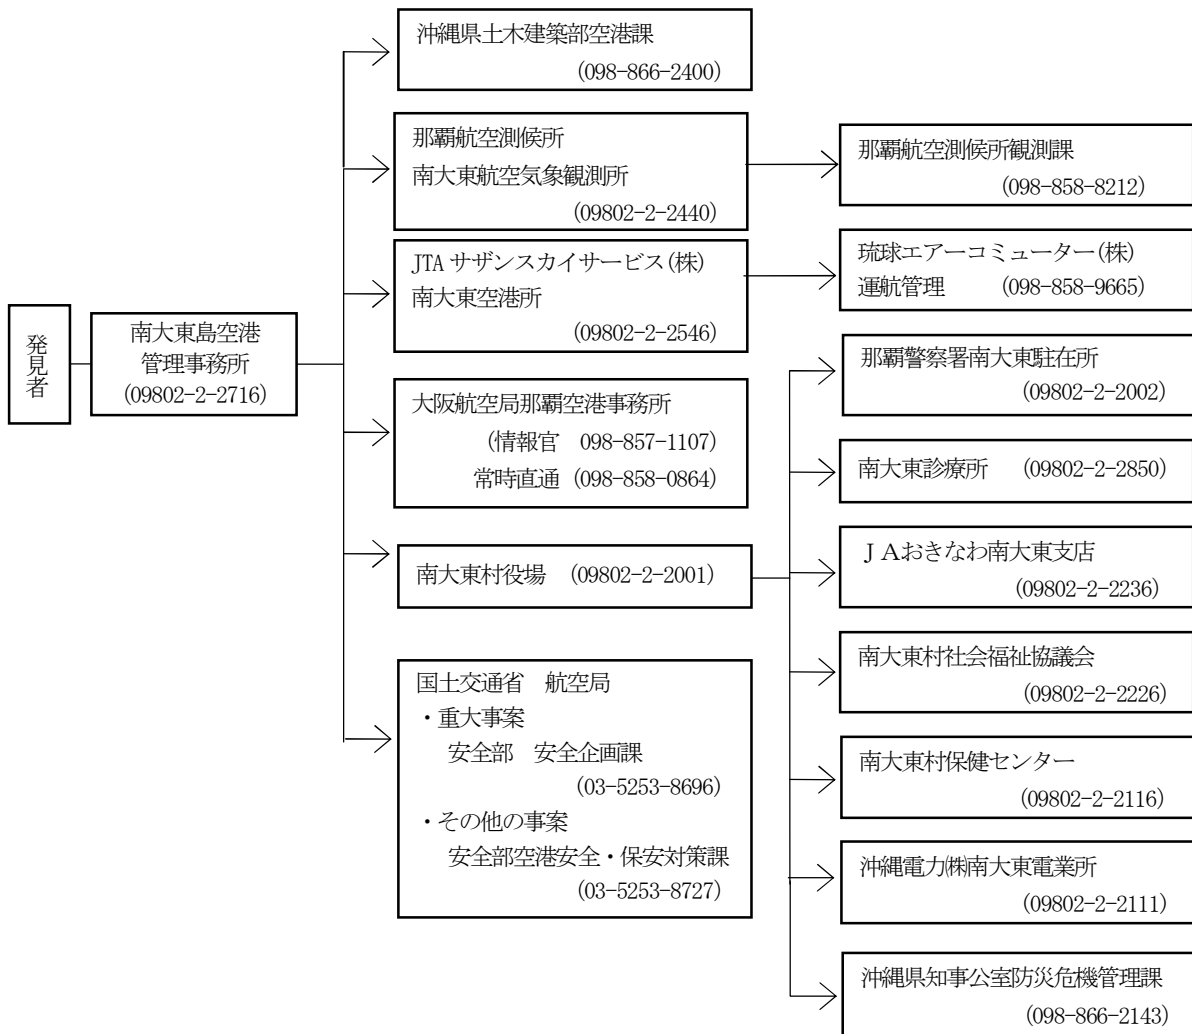 発見者
南大東島空港
管理事務所
(09802-2-2716)
沖縄県土木建築部空港課
(098-866-2400)
那覇航空測候所
南大東航空気象観測所
(09802-2-2440)
JTAサザンスカイサービス(株)
南大東空港所
(09802-2-2546)
大阪航空局那覇空港事務所
(情報官　098-857-1107)
常時直通 (098-858-0864)
南大東村役場　(09802-2-2001)
国土交通省　航空局
・重大事案
安全部　安全企画課
(03-5253-8696)
・その他の事案
安全部空港安全・保安対策課
(03-5253-8727)
那覇航空測候所観測課
(098-858-8212)
琉球エアーコミューター(株)
運航管理　(098-858-9665)
那覇警察署南大東駐在所
(09802-2-2002)
南大東診療所　(09802-2-2850)
ＪＡおきなわ南大東支店
(09802-2-2236)
南大東村社会福祉協議会
(09802-2-2226)
南大東村保健センター
(09802-2-2116)
沖縄電力㈱南大東電業所
(09802-2-2111)
沖縄県知事公室防災危機管理課
(098-866-2143)